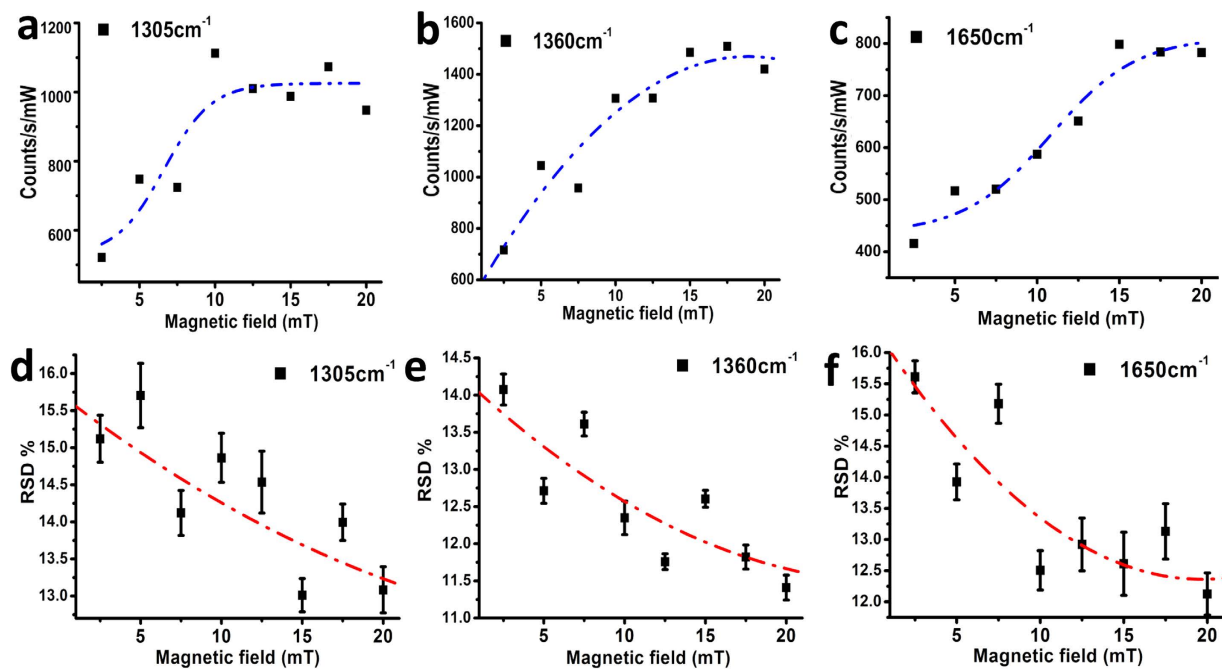 a
1305cm⁻¹
Counts/s/mW
1200
1000
800
600
5 10 15 20
Magnetic field (mT)
b
1360cm⁻¹
Counts/s/mW
1600
1400
1200
1000
800
600
5 10 15 20
Magnetic field (mT)
c
1650cm⁻¹
Counts/s/mW
800
700
600
500
400
5 10 15 20
Magnetic field (mT)
d
1305cm⁻¹
RSD %
16.0
15.5
15.0
14.5
14.0
13.5
13.0
5 10 15 20
Magnetic field (mT)
e
1360cm⁻¹
RSD %
14.5
14.0
13.5
13.0
12.5
12.0
11.5
11.0
5 10 15 20
Magnetic field (mT)
f
1650cm⁻¹
RSD %
16.0
15.5
15.0
14.5
14.0
13.5
13.0
12.5
12.0
5 10 15 20
Magnetic field (mT)